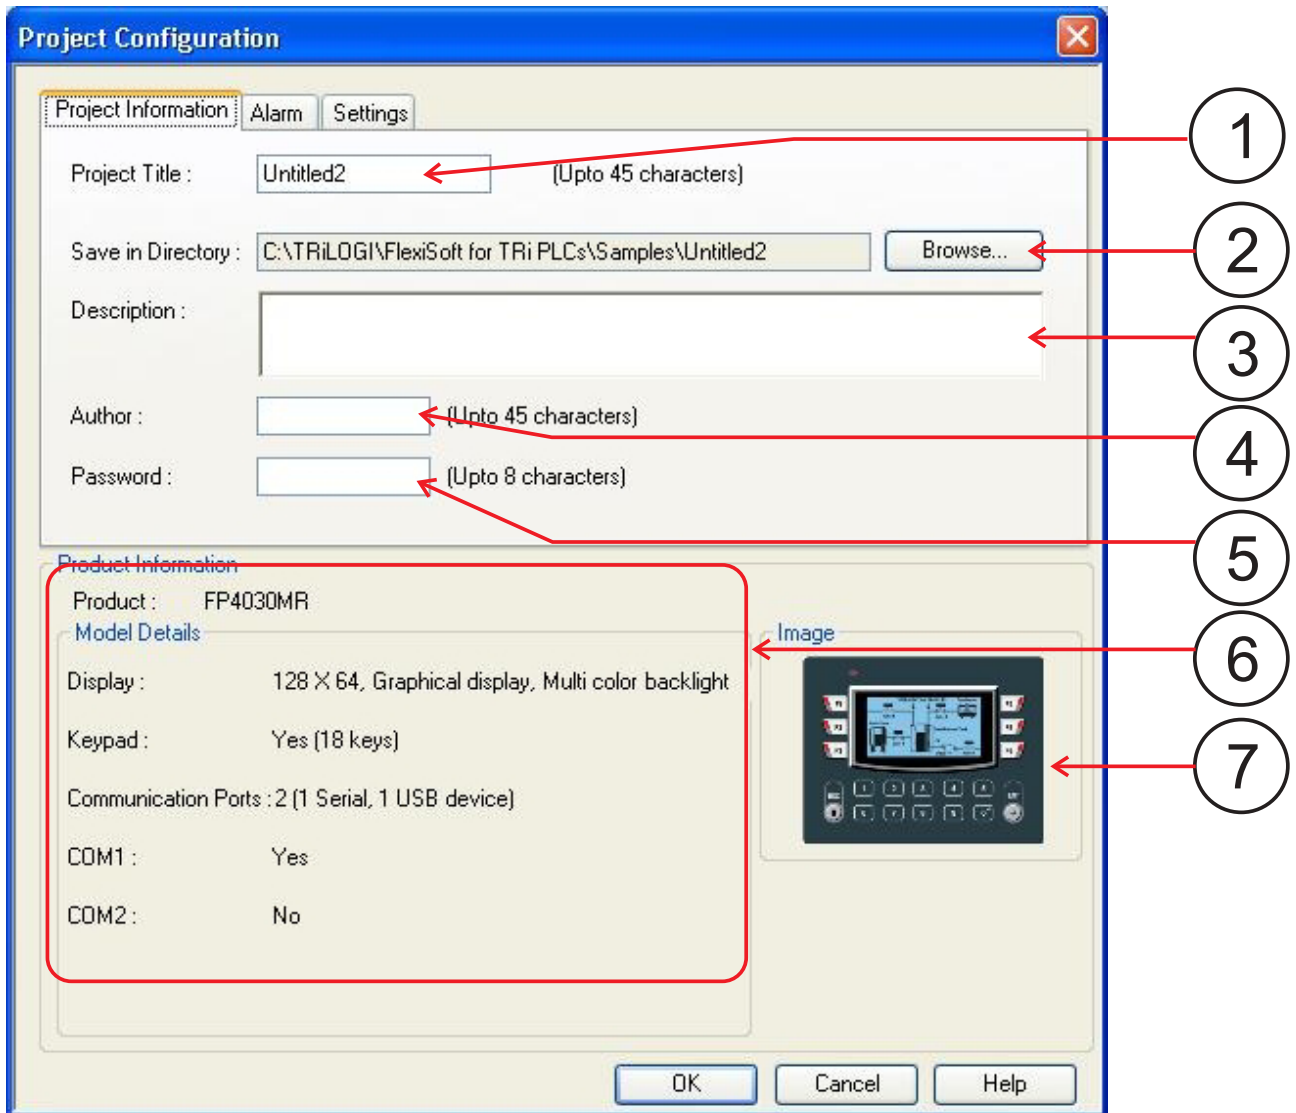 Project Configuration
Project Information Alarm Settings
1
Project Title : Untitled2 (Upto 45 characters)
2
Save in Directory : C:\TRiLOGI\FlexiSoft for TRi PLCs\Samples\Untitled2 Browse...
Description :
3
Author : (Upto 45 characters)
4
Password : (Upto 8 characters)
5
Product Information
Product : FP4030MR
Model Details
Image
6
Display : 128 X 64, Graphical display, Multi color backlight
Keypad : Yes (18 keys)
7
Communication Ports : 2 (1 Serial, 1 USB device)
COM1 : Yes
COM2 : No
OK Cancel Help